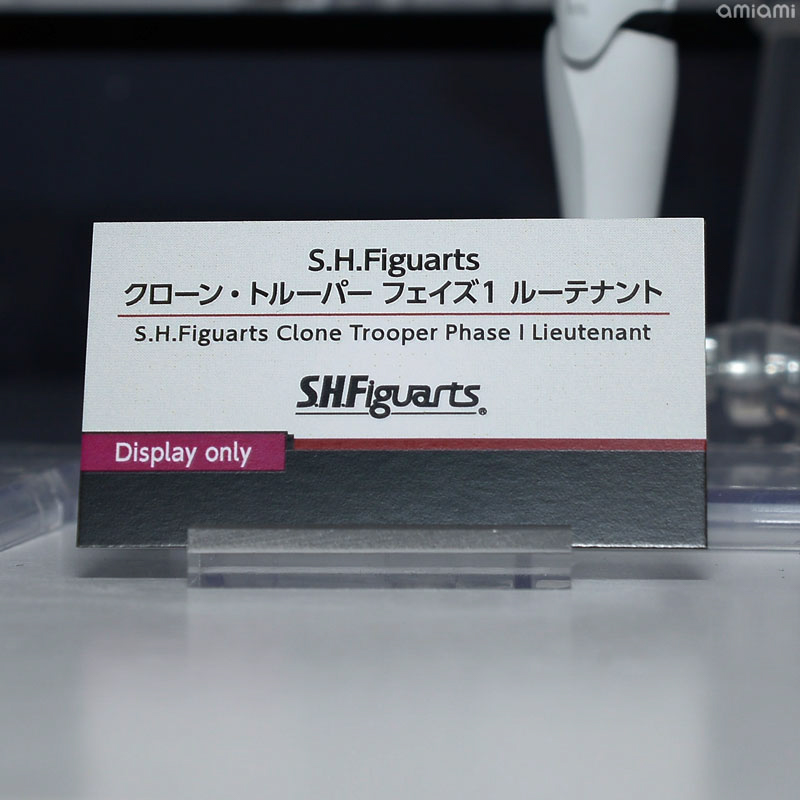 amiami
S.H.Figuarts
クローン・トルーパー フェイズ1 ルーテナント
S.H.Figuarts Clone Trooper Phase I Lieutenant
S.H.Figuarts®
Display only